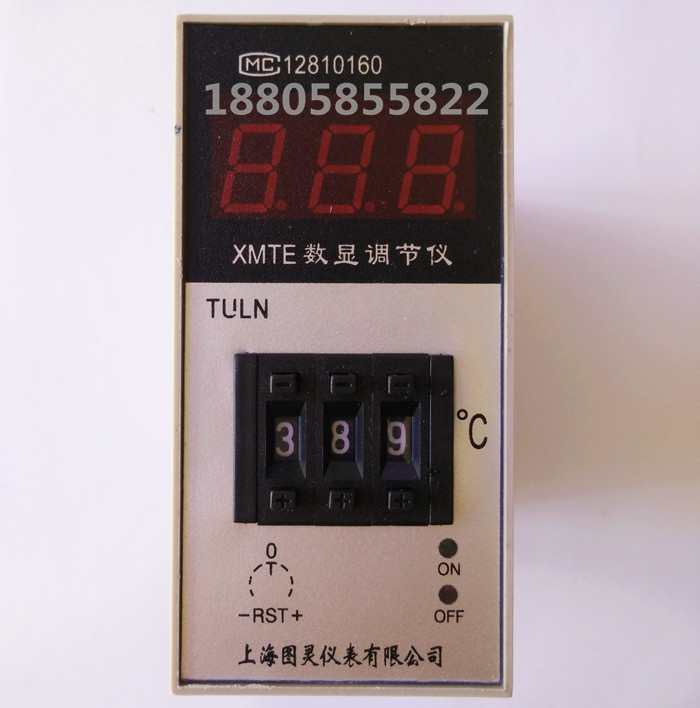 MC 12810160
18805855822
8.8.8.
XMTE 数显调节仪
TULN
- - -
3 8 9 °C
+ + +
0
-RST+
ON
OFF
上海图灵仪表有限公司